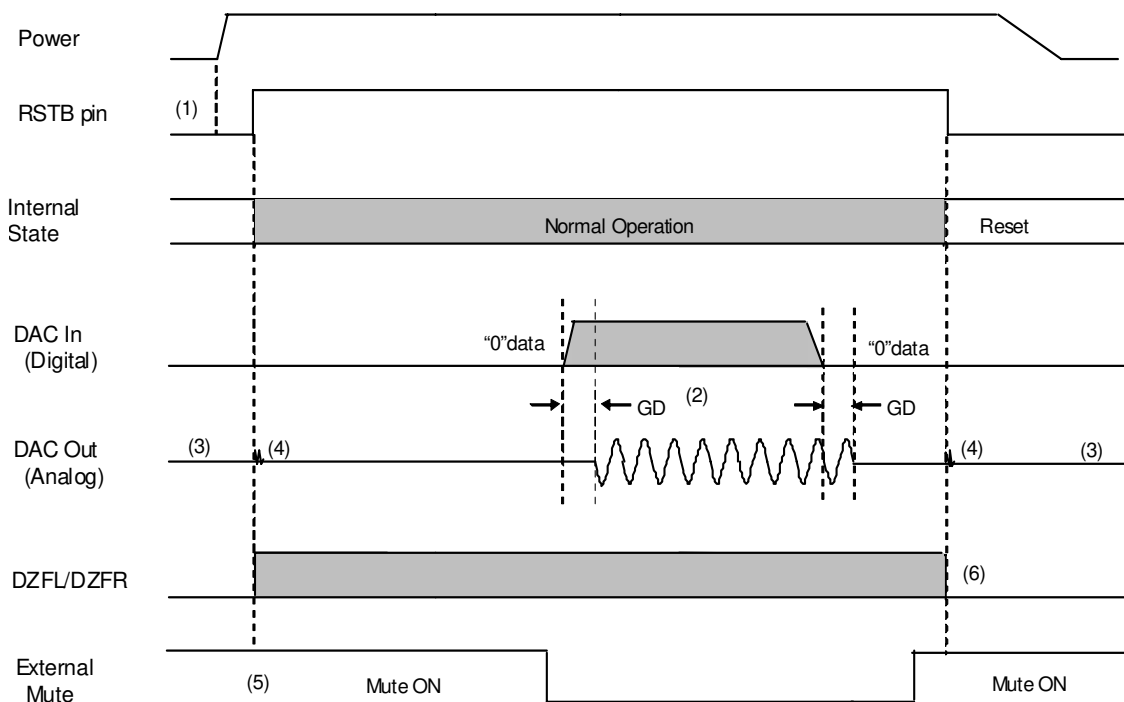 Power
RSTB pin
(1)
Internal
State
Normal Operation
Reset
DAC In
(Digital)
“0”data
“0”data
(2)
GD
GD
DAC Out
(Analog)
(3)
(4)
(4)
(3)
DZFL/DZFR
(6)
External
Mute
(5)
Mute ON
Mute ON